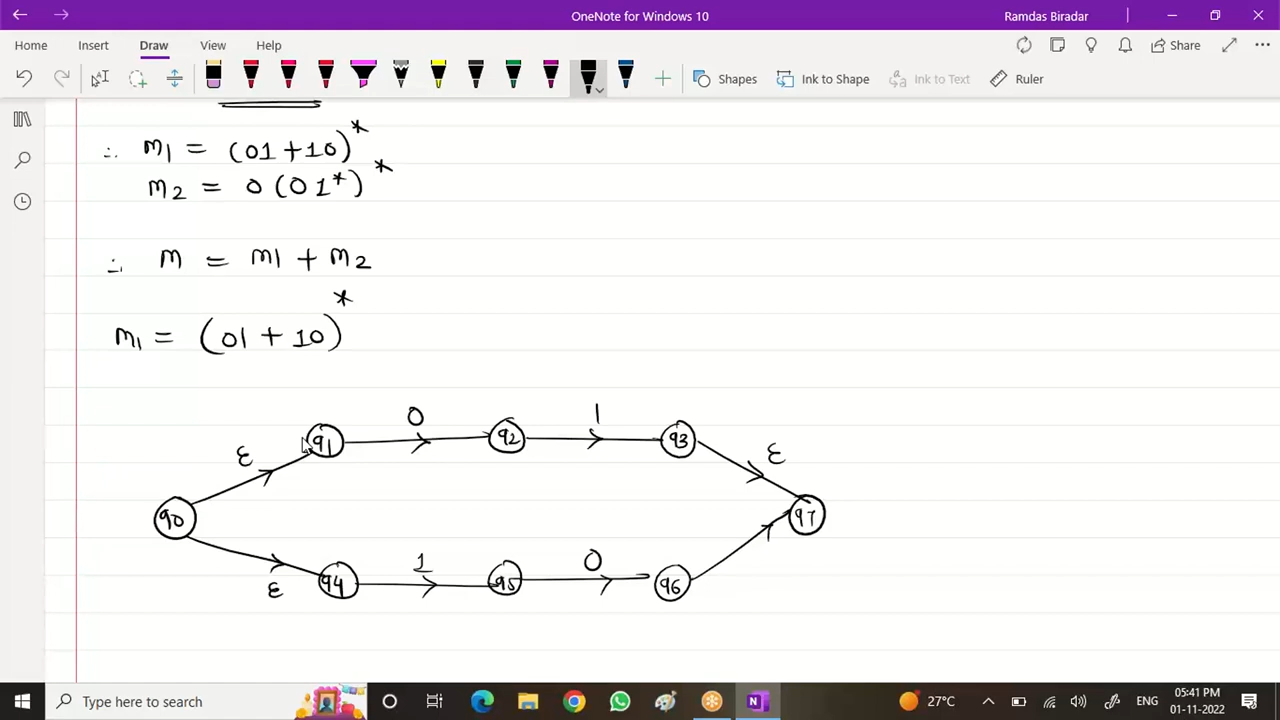 OneNote for Windows 10
Ramdas Biradar
Home Insert Draw View Help
Share
Shapes Ink to Shape Ink to Text Ruler
∴ m1 = (01+10)*
m2 = 0(01*)*
∴ m = m1 + m2
m1 = (01 + 10)*
0 1
q1 q2 q3
ε ε
q0 q7
1 0
ε q4 q5 q6
Type here to search
27°C ENG 05:41 PM
01-11-2022